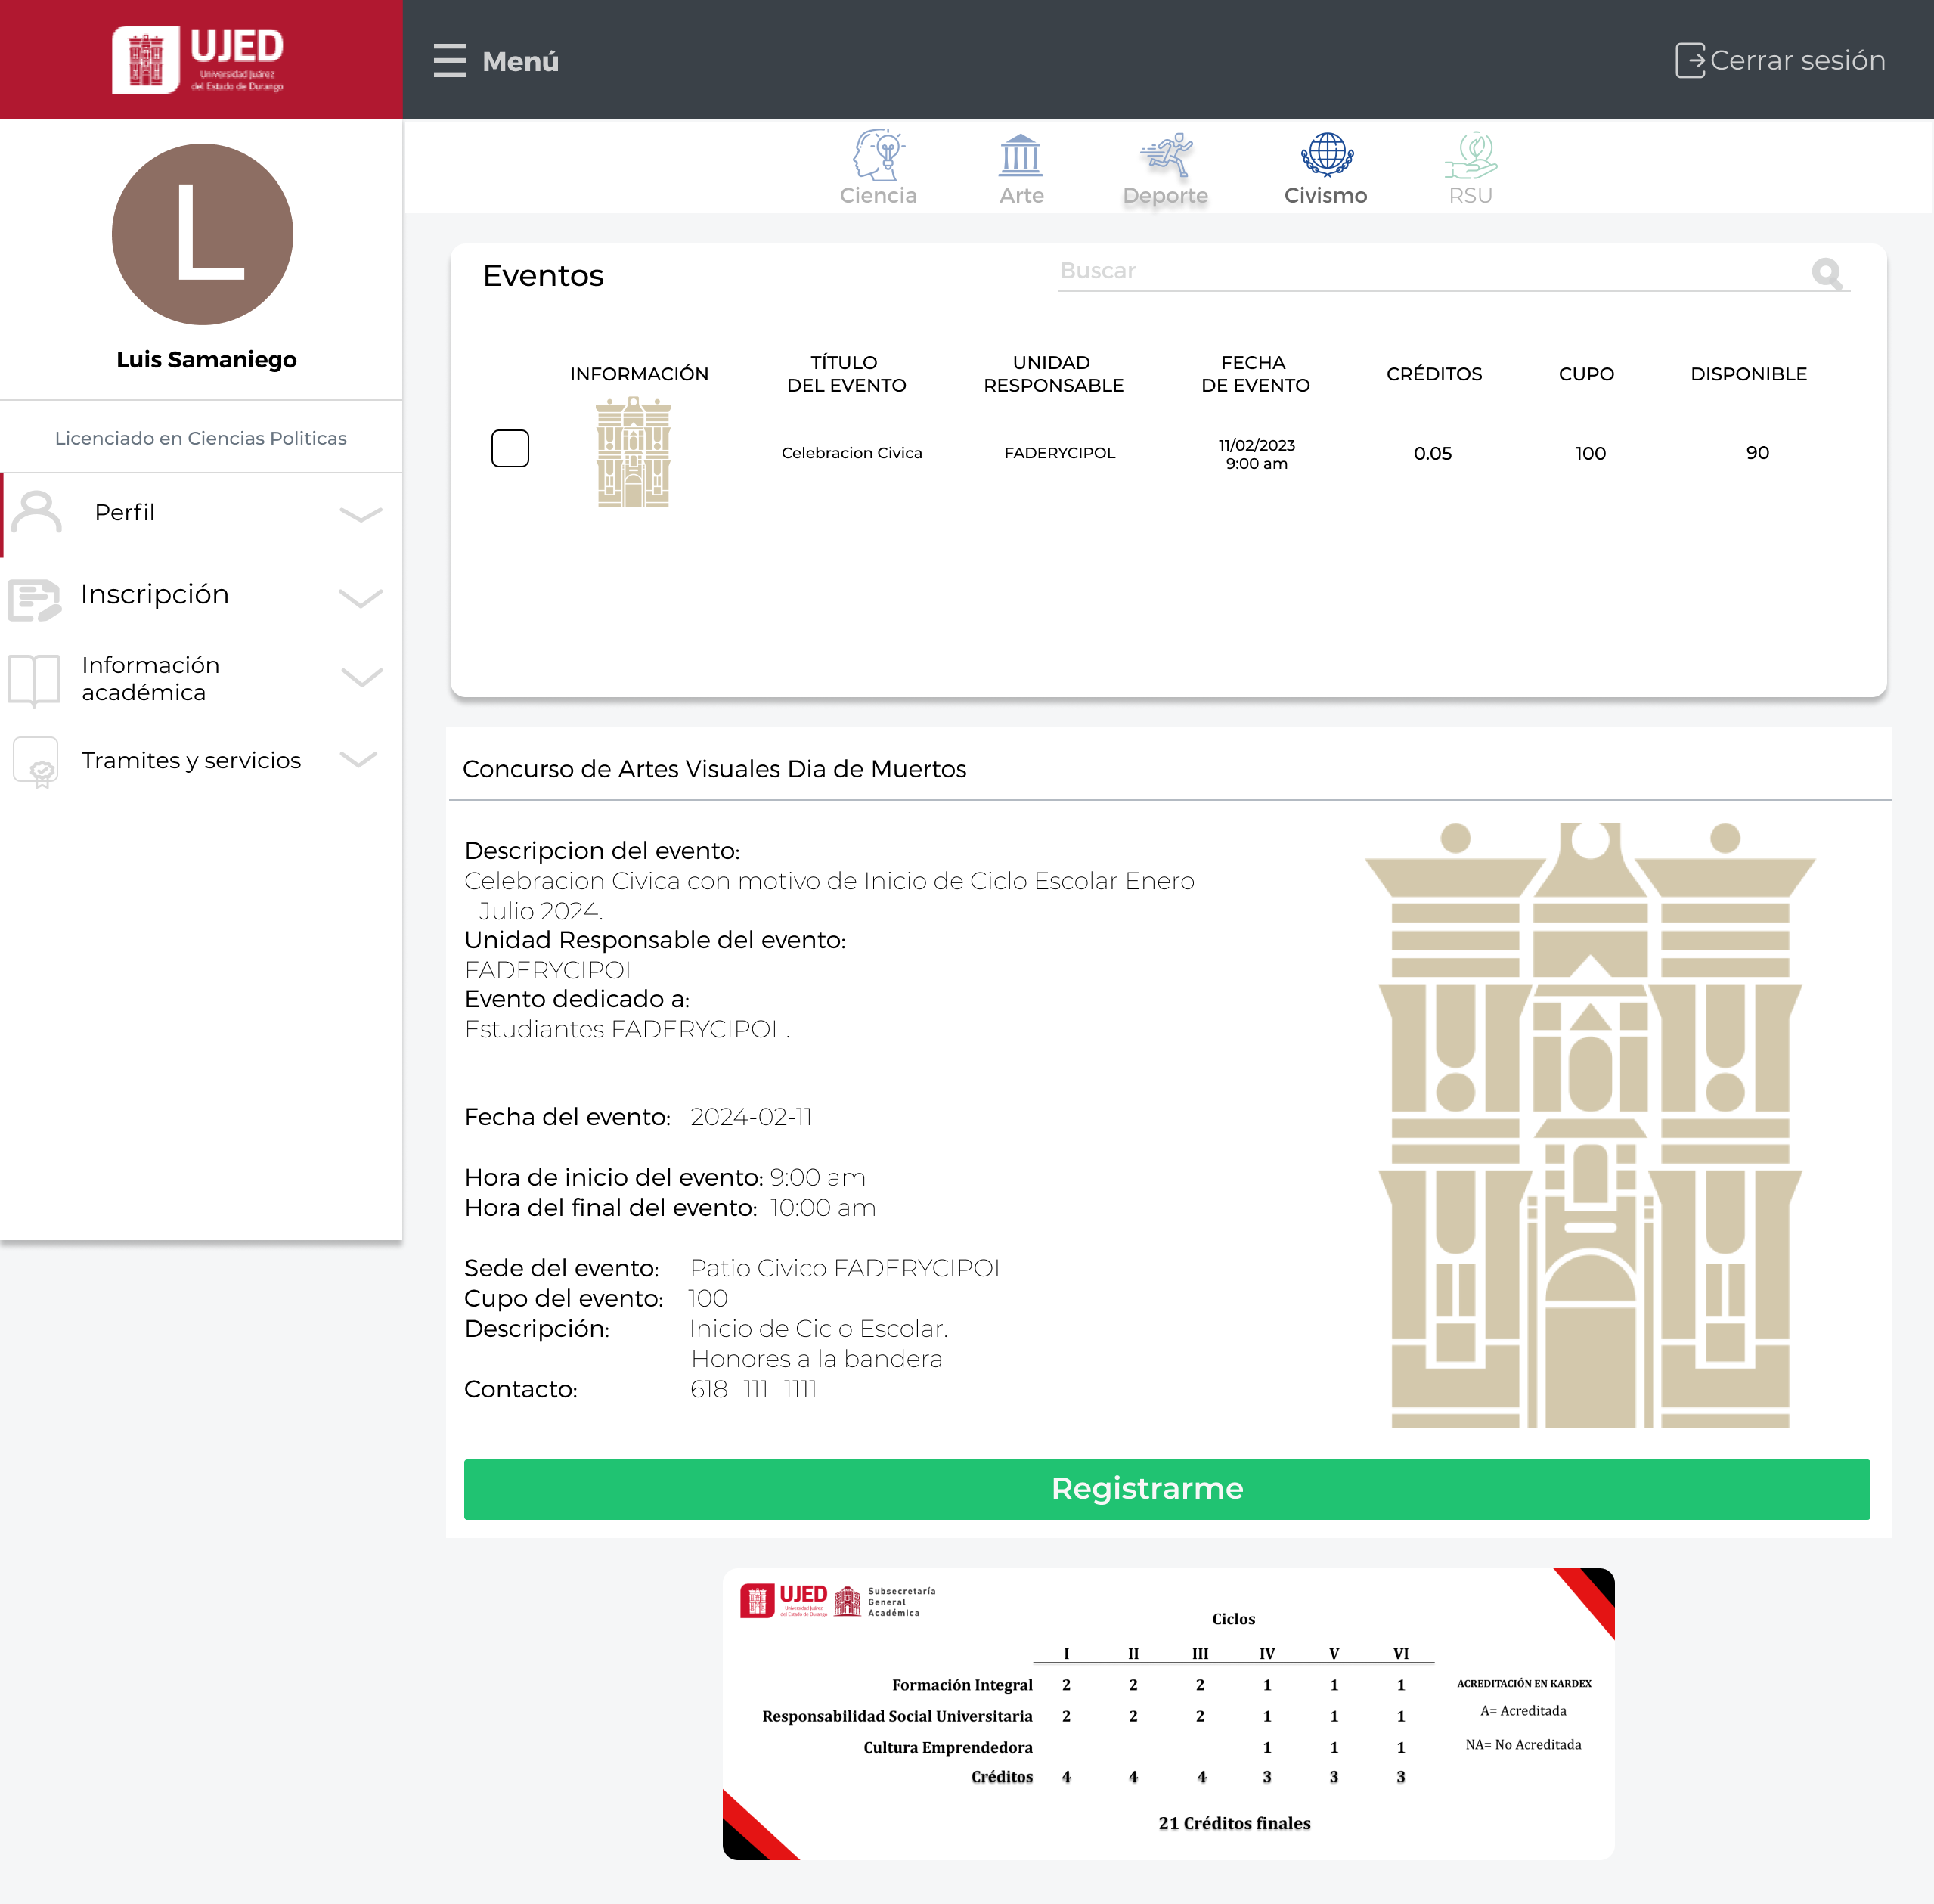 UJED
Universidad Juárez
del Estado de Durango
Menú
Cerrar sesión
Ciencia
Arte
Deporte
Civismo
RSU
L
Luis Samaniego
Licenciado en Ciencias Politicas
Perfil
Inscripción
Información
académica
Tramites y servicios
Eventos
Buscar
INFORMACIÓN
TÍTULO
DEL EVENTO
UNIDAD
RESPONSABLE
FECHA
DE EVENTO
CRÉDITOS
CUPO
DISPONIBLE
Celebracion Civica
FADERYCIPOL
11/02/2023
9:00 am
0.05
100
90
Concurso de Artes Visuales Dia de Muertos
Descripcion del evento:
Celebracion Civica con motivo de Inicio de Ciclo Escolar Enero
- Julio 2024.
Unidad Responsable del evento:
FADERYCIPOL
Evento dedicado a:
Estudiantes FADERYCIPOL.
Fecha del evento: 2024-02-11
Hora de inicio del evento: 9:00 am
Hora del final del evento: 10:00 am
Sede del evento: Patio Civico FADERYCIPOL
Cupo del evento: 100
Descripción: Inicio de Ciclo Escolar.
Honores a la bandera
Contacto: 618- 111- 1111
Registrarme
UJED
Universidad Juárez
del Estado de Durango
Subsecretaría
General
Académica
Ciclos
I II III IV V VI
Formación Integral 2 2 2 1 1 1
Responsabilidad Social Universitaria 2 2 2 1 1 1
Cultura Emprendedora 1 1 1
Créditos 4 4 4 3 3 3
21 Créditos finales
ACREDITACIÓN EN KARDEX
A= Acreditada
NA= No Acreditada